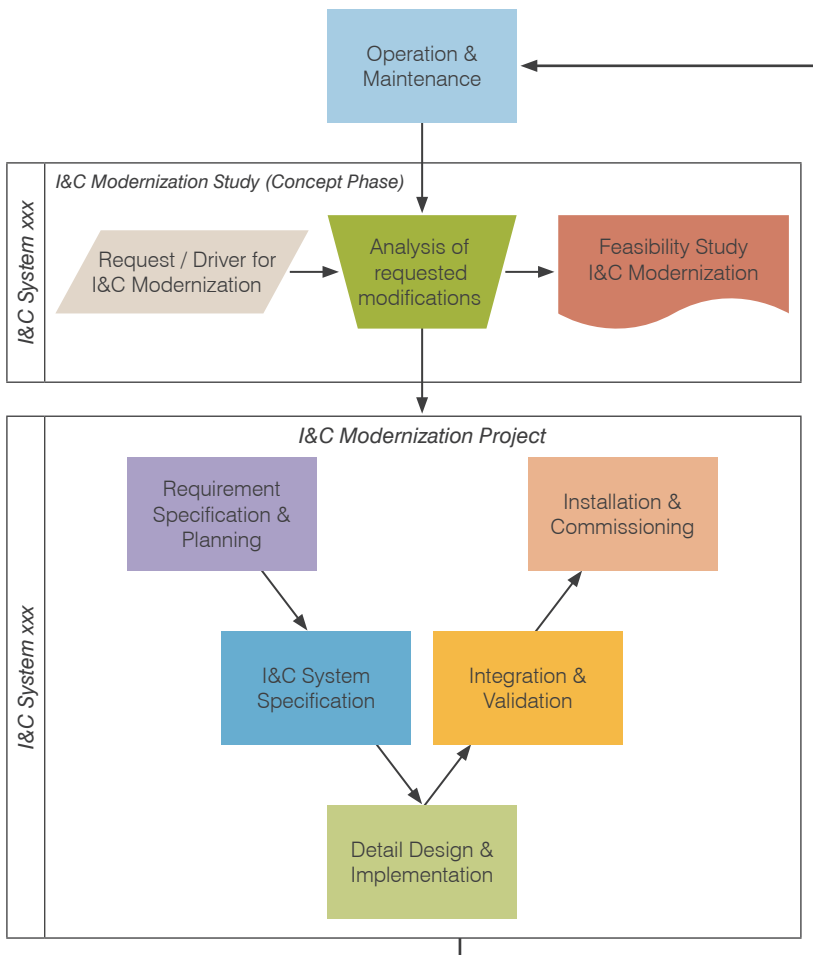 Operation &
Maintenance
I&C System xxx
I&C Modernization Study (Concept Phase)
Request / Driver for
I&C Modernization
Analysis of
requested
modifications
Feasibility Study
I&C Modernization
I&C System xxx
I&C Modernization Project
Requirement
Specification &
Planning
Installation &
Commissioning
I&C System
Specification
Integration &
Validation
Detail Design &
Implementation